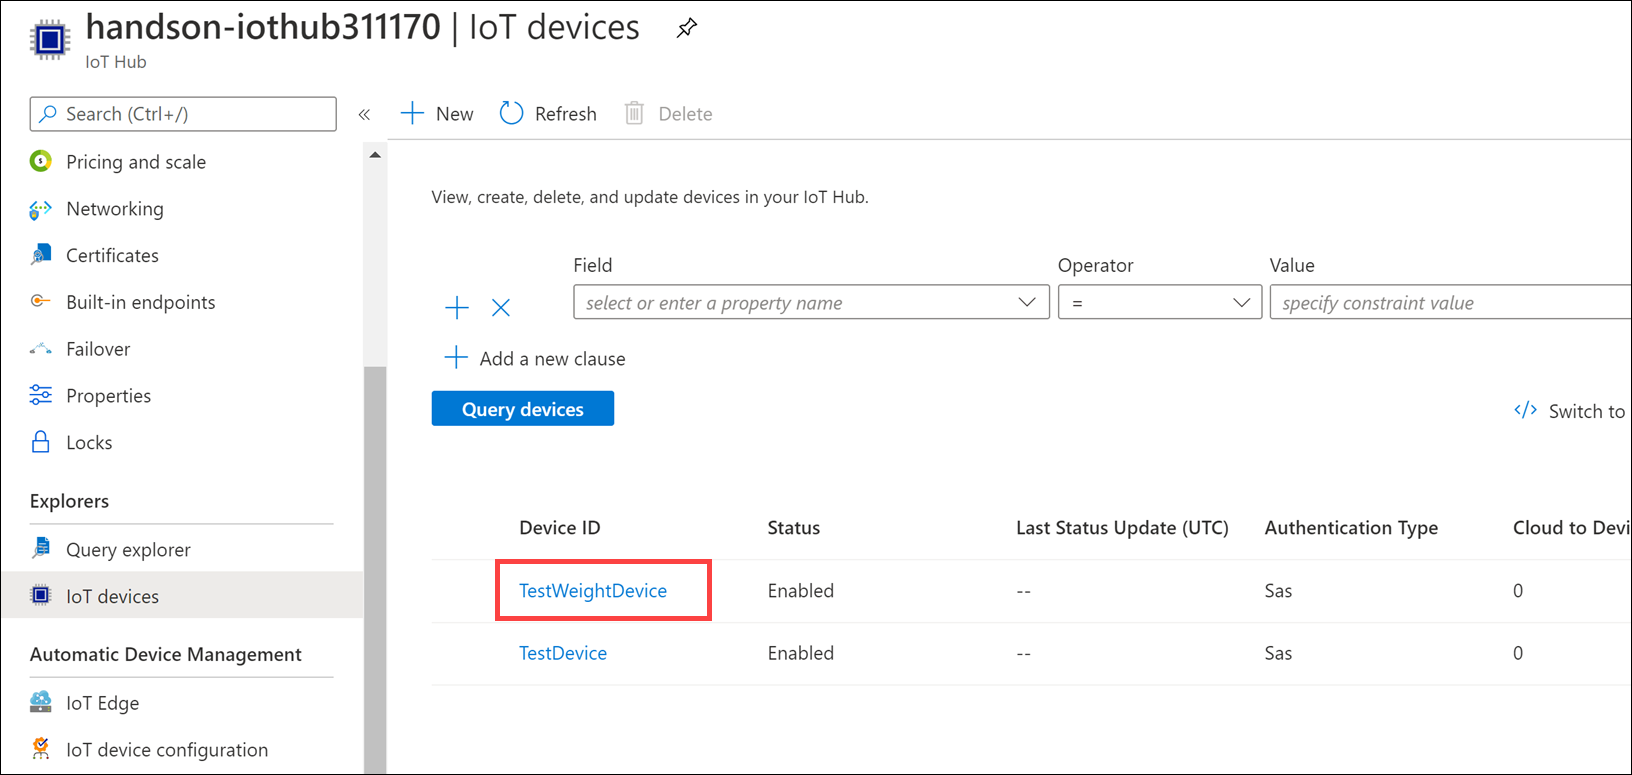 handson-iothub311170 | IoT devices
IoT Hub
Search (Ctrl+/)
«
New
Refresh
Delete
Pricing and scale
Networking
Certificates
Built-in endpoints
Failover
Properties
Locks
Explorers
Query explorer
IoT devices
Automatic Device Management
IoT Edge
IoT device configuration
View, create, delete, and update devices in your IoT Hub.
Field Operator Value
select or enter a property name = specify constraint value
Add a new clause
Query devices
</> Switch to
Device ID Status Last Status Update (UTC) Authentication Type Cloud to Devi
TestWeightDevice Enabled -- Sas 0
TestDevice Enabled -- Sas 0